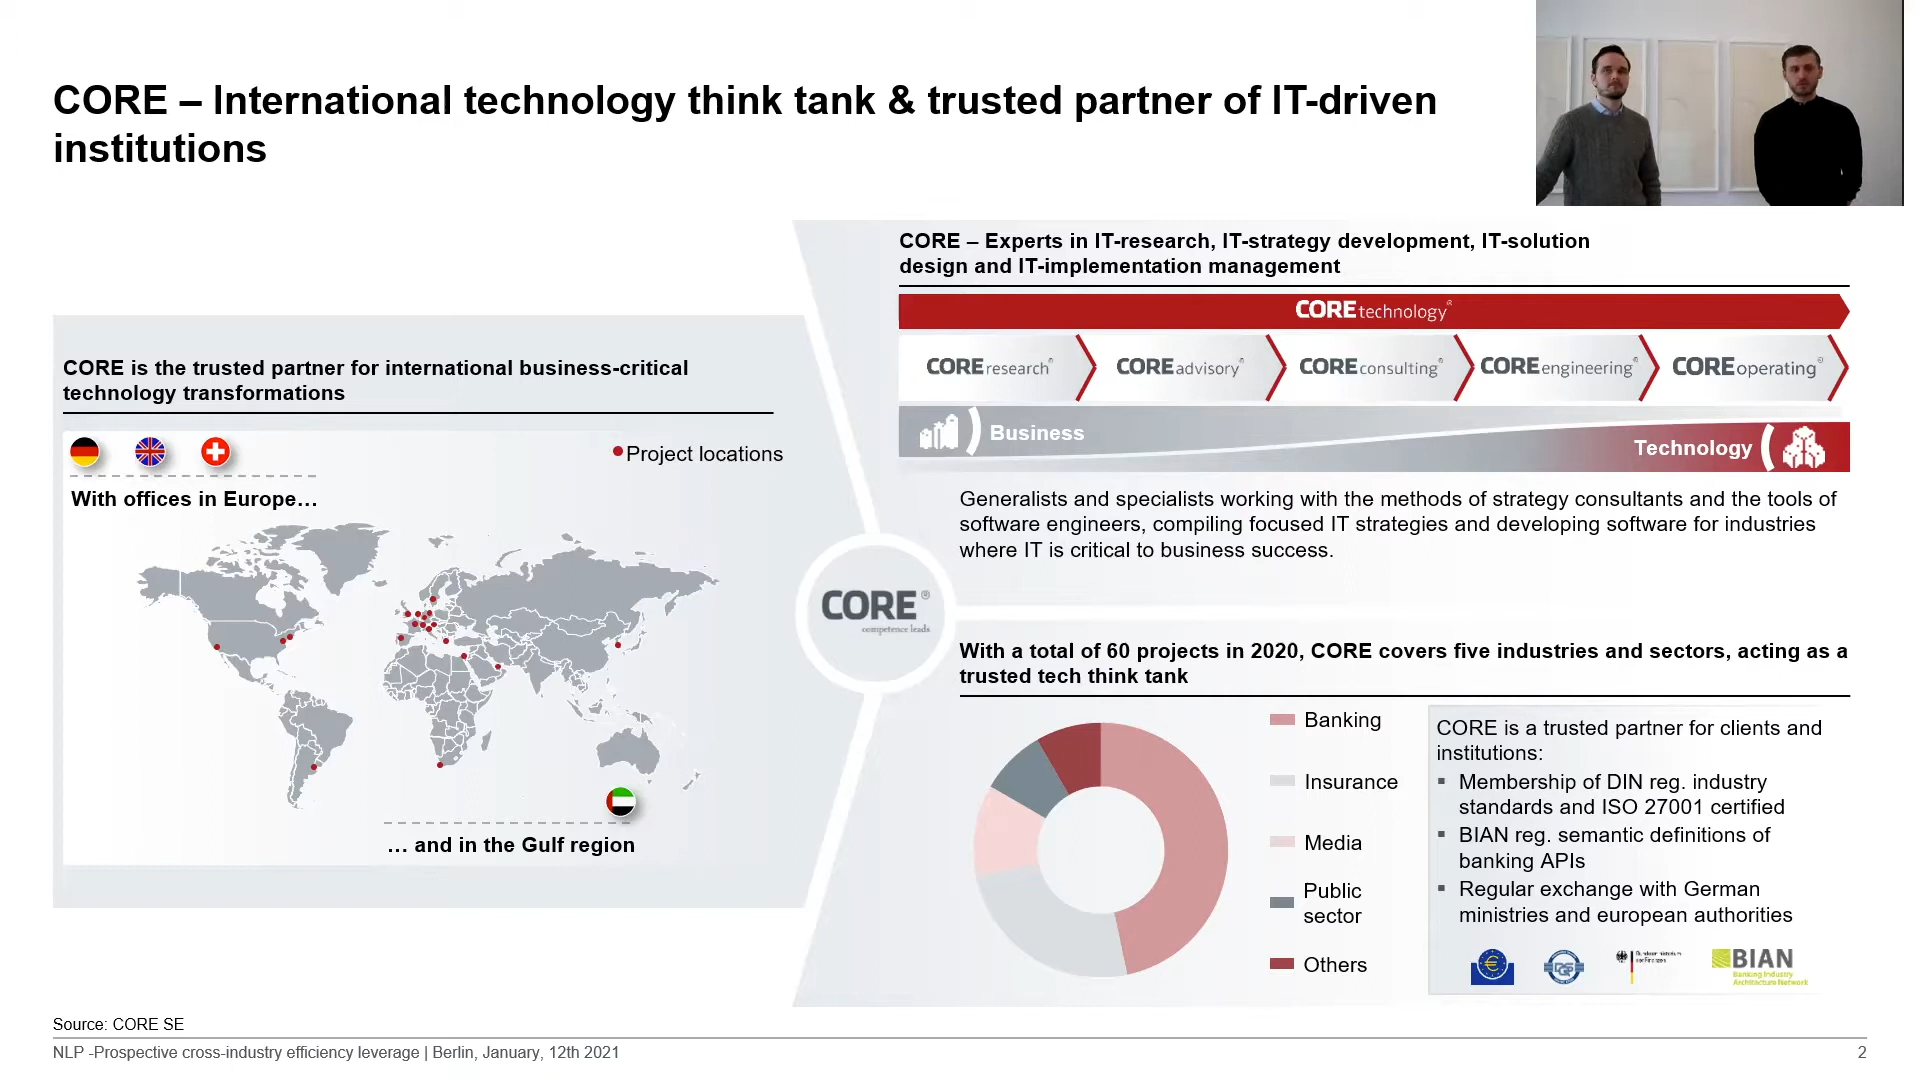 CORE – International technology think tank & trusted partner of IT-driven
institutions
CORE is the trusted partner for international business-critical
technology transformations
Project locations
With offices in Europe…
… and in the Gulf region
CORE®
competence leads
CORE – Experts in IT-research, IT-strategy development, IT-solution
design and IT-implementation management
COREtechnology®
COREresearch®
COREadvisory®
COREconsulting®
COREengineering®
COREoperating®
Business
Technology
Generalists and specialists working with the methods of strategy consultants and the tools of
software engineers, compiling focused IT strategies and developing software for industries
where IT is critical to business success.
With a total of 60 projects in 2020, CORE covers five industries and sectors, acting as a
trusted tech think tank
Banking
Insurance
Media
Public
sector
Others
CORE is a trusted partner for clients and
institutions:
▪ Membership of DIN reg. industry
standards and ISO 27001 certified
▪ BIAN reg. semantic definitions of
banking APIs
▪ Regular exchange with German
ministries and european authorities
Bundesministerium
der Finanzen
BIAN
Banking Industry
Architecture Network
Source: CORE SE
NLP -Prospective cross-industry efficiency leverage | Berlin, January, 12th 2021
2